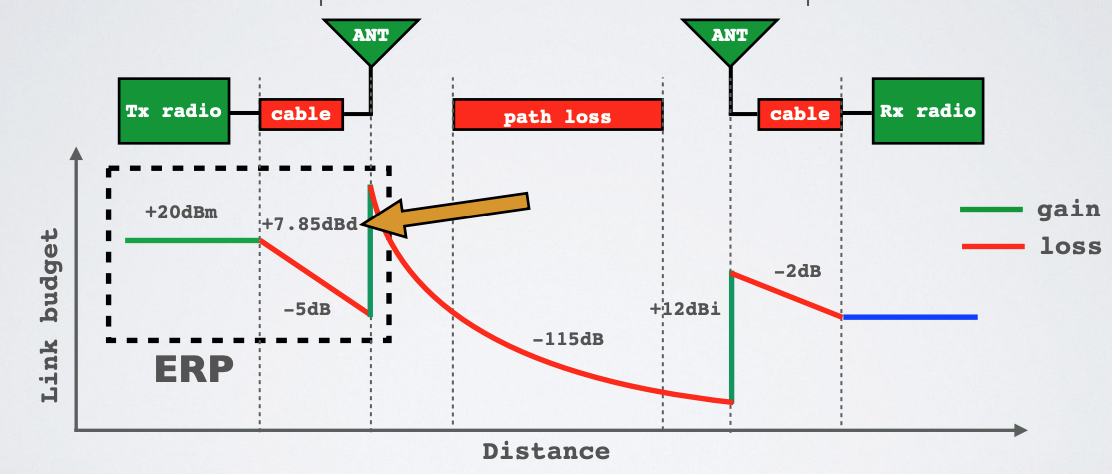 ANT
ANT
Tx radio
cable
path loss
cable
Rx radio
+20dBm
+7.85dBd
-5dB
ERP
-115dB
+12dBi
-2dB
gain
loss
Link budget
Distance